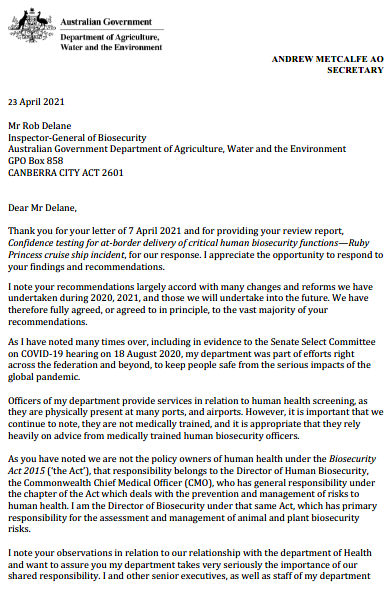 Australian Government
Department of Agriculture,
Water and the Environment
ANDREW METCALFE AO
SECRETARY
23 April 2021
Mr Rob Delane
Inspector-General of Biosecurity
Australian Government Department of Agriculture, Water and the Environment
GPO Box 858
CANBERRA CITY ACT 2601
Dear Mr Delane,
Thank you for your letter of 7 April 2021 and for providing your review report,
Confidence testing for at-border delivery of critical human biosecurity functions—Ruby
Princess cruise ship incident, for our response. I appreciate the opportunity to respond to
your findings and recommendations.
I note your recommendations largely accord with many changes and reforms we have
undertaken during 2020, 2021, and those we will undertake into the future. We have
therefore fully agreed, or agreed to in principle, to the vast majority of your
recommendations.
As I have noted many times over, including in evidence to the Senate Select Committee
on COVID-19 hearing on 18 August 2020, my department was part of efforts right
across the federation and beyond, to keep people safe from the serious impacts of the
global pandemic.
Officers of my department provide services in relation to human health screening, as
they are physically present at many ports, and airports. However, it is important that we
continue to note, they are not medically trained, and it is appropriate that they rely
heavily on advice from medically trained human biosecurity officers.
As you have noted we are not the policy owners of human health under the Biosecurity
Act 2015 ('the Act'), that responsibility belongs to the Director of Human Biosecurity,
the Commonwealth Chief Medical Officer (CMO), who has general responsibility under
the chapter of the Act which deals with the prevention and management of risks to
human health. I am the Director of Biosecurity under that same Act, which has primary
responsibility for the assessment and management of animal and plant biosecurity
risks.
I note your observations in relation to our relationship with the department of Health
and want to assure you my department takes very seriously the importance of our
shared responsibility. I and other senior executives, as well as staff of my department